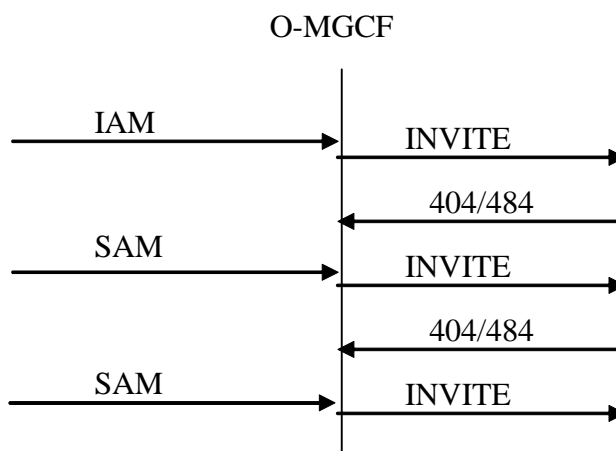 O-MGCF
IAM
INVITE
404/484
SAM
INVITE
404/484
SAM
INVITE